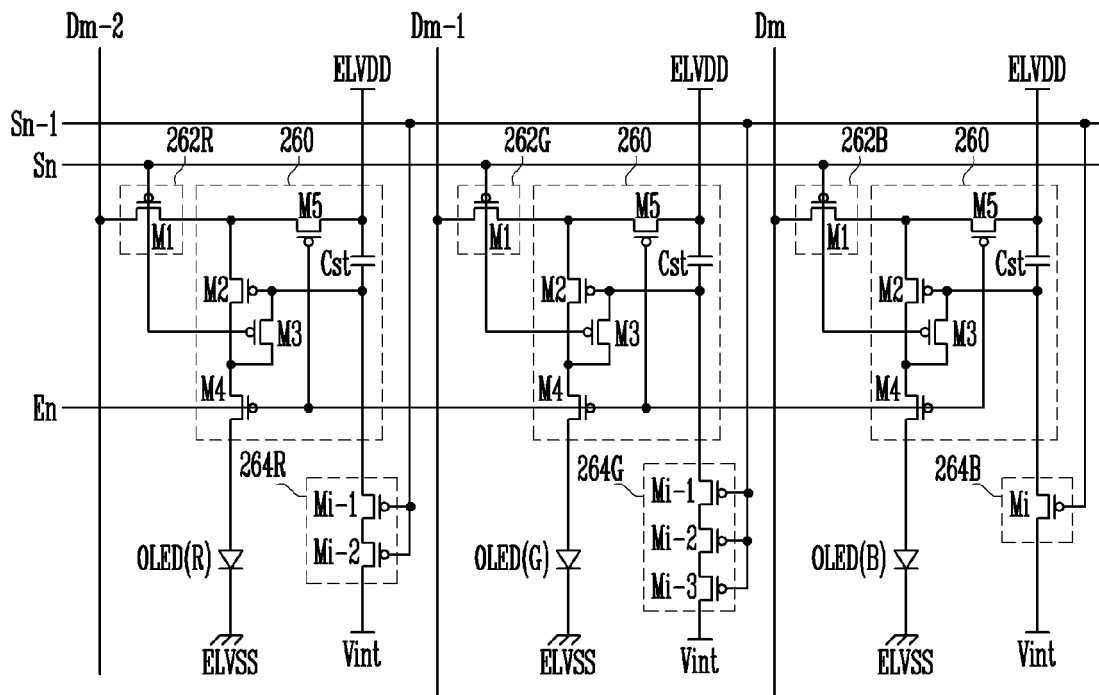 Dm-2 Dm-1 Dm
ELVDD ELVDD ELVDD
Sn-1
262R 260 262G 260 262B 260
Sn
M5 M5 M5
M1 M1 M1
Cst Cst Cst
M2 M2 M2
M3 M3 M3
M4 M4 M4
En
264R 264G 264B
Mi-1 Mi-1 Mi
Mi-2 Mi-2
OLED(R) OLED(G) OLED(B)
Mi-3
ELVSS Vint ELVSS Vint ELVSS Vint